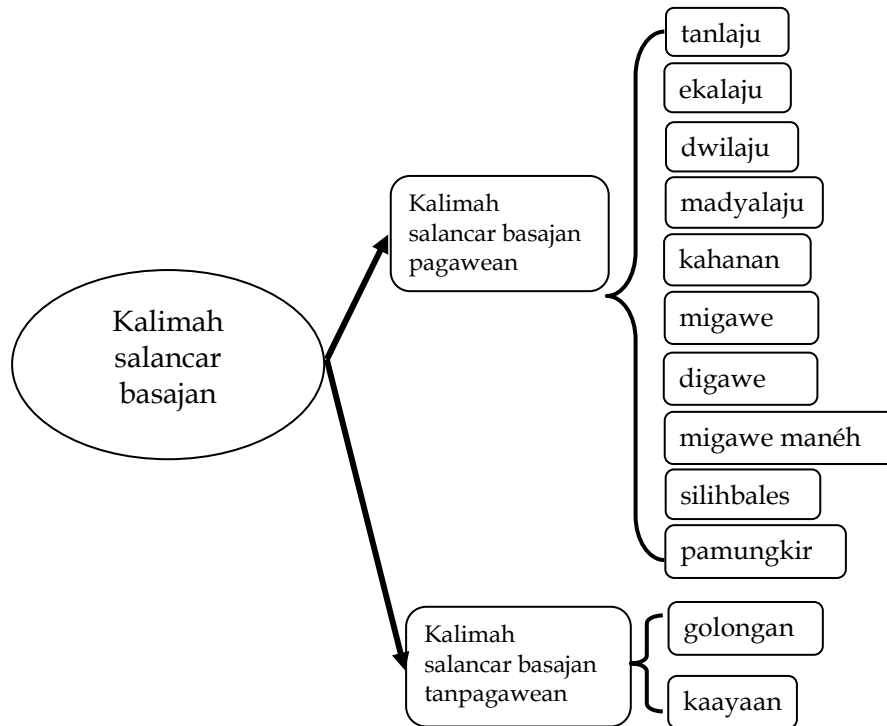 Kalimah
salancar
basajan
Kalimah
salancar basajan
pagawean
tanlaju
ekalaju
dwilaju
madyalaju
kahanan
migawe
digawe
migawe manéh
silihbales
pamungkir
Kalimah
salancar basajan
tanpagawean
golongan
kaayaan